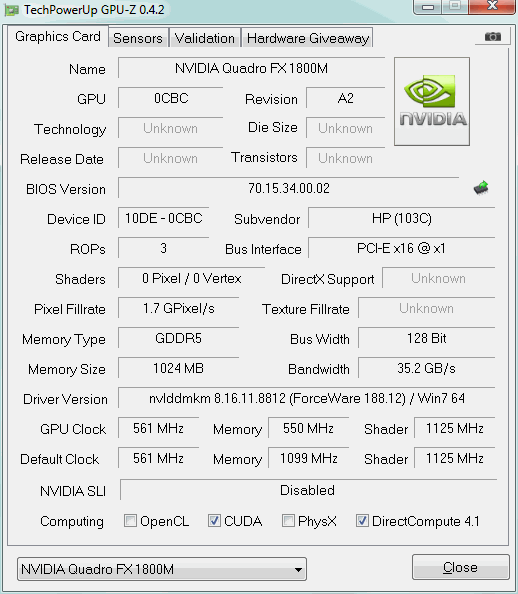 TechPowerUp GPU-Z 0.4.2
Graphics Card Sensors Validation Hardware Giveaway
Name NVIDIA Quadro FX 1800M
GPU 0CBC Revision A2
Technology Unknown Die Size Unknown
Release Date Unknown Transistors Unknown
NVIDIA
BIOS Version 70.15.34.00.02
Device ID 10DE - 0CBC Subvendor HP (103C)
ROPs 3 Bus Interface PCI-E x16 @ x1
Shaders 0 Pixel / 0 Vertex DirectX Support Unknown
Pixel Fillrate 1.7 GPixel/s Texture Fillrate Unknown
Memory Type GDDR5 Bus Width 128 Bit
Memory Size 1024 MB Bandwidth 35.2 GB/s
Driver Version nvlddmkm 8.16.11.8812 (ForceWare 188.12) / Win7 64
GPU Clock 561 MHz Memory 550 MHz Shader 1125 MHz
Default Clock 561 MHz Memory 1099 MHz Shader 1125 MHz
NVIDIA SLI Disabled
Computing OpenCL CUDA PhysX DirectCompute 4.1
NVIDIA Quadro FX 1800M Close